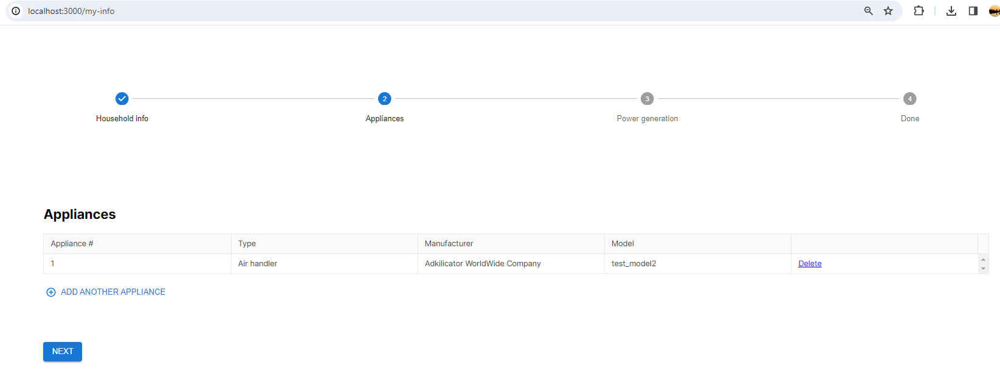 localhost:3000/my-info
2
3
4
Household info
Appliances
Power generation
Done
Appliances
Appliance # Type Manufacturer Model
1 Air handler Adkilicator WorldWide Company test_model2 Delete
ADD ANOTHER APPLIANCE
NEXT